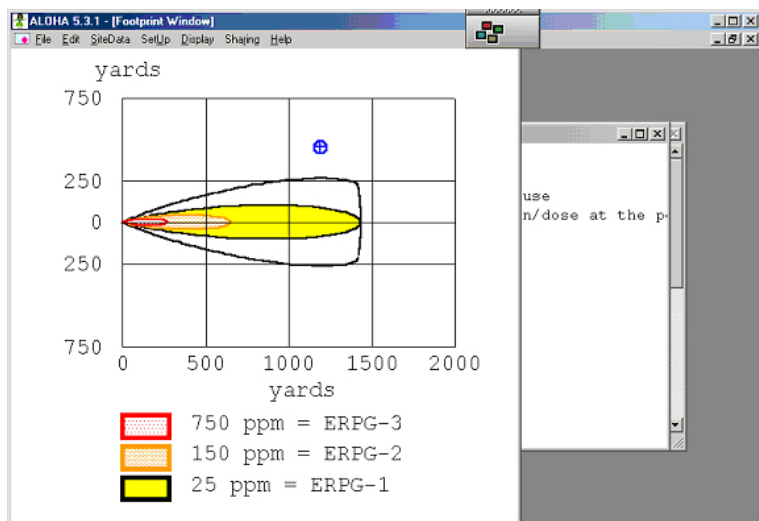 ALOHA 5.3.1 - [Footprint Window]
File Edit SiteData SetUp Display Sharing Help
yards
750
250
0
250
750
0 500 1000 1500 2000
yards
750 ppm = ERPG-3
150 ppm = ERPG-2
25 ppm = ERPG-1
use
n/dose at the p